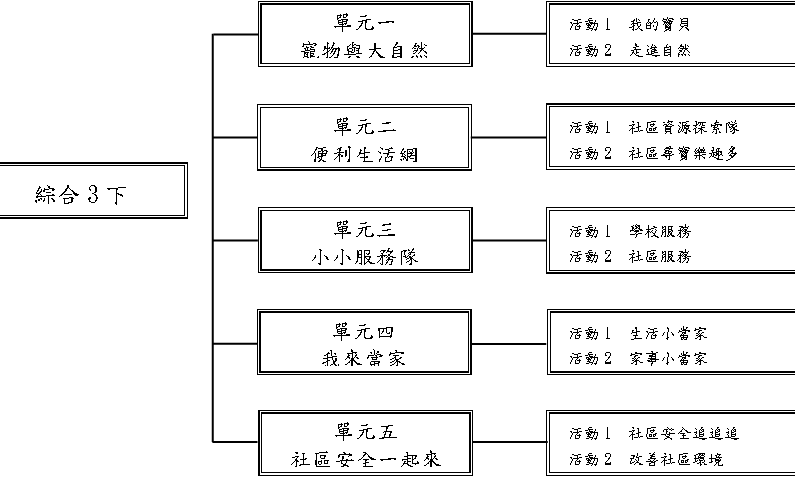 綜合3下
單元一
寵物與大自然
活動1 我的寶貝
活動2 走進自然
單元二
便利生活網
活動1 社區資源探索隊
活動2 社區尋寶樂趣多
單元三
小小服務隊
活動1 學校服務
活動2 社區服務
單元四
我來當家
活動1 生活小當家
活動2 家事小當家
單元五
社區安全一起來
活動1 社區安全追追追
活動2 改善社區環境